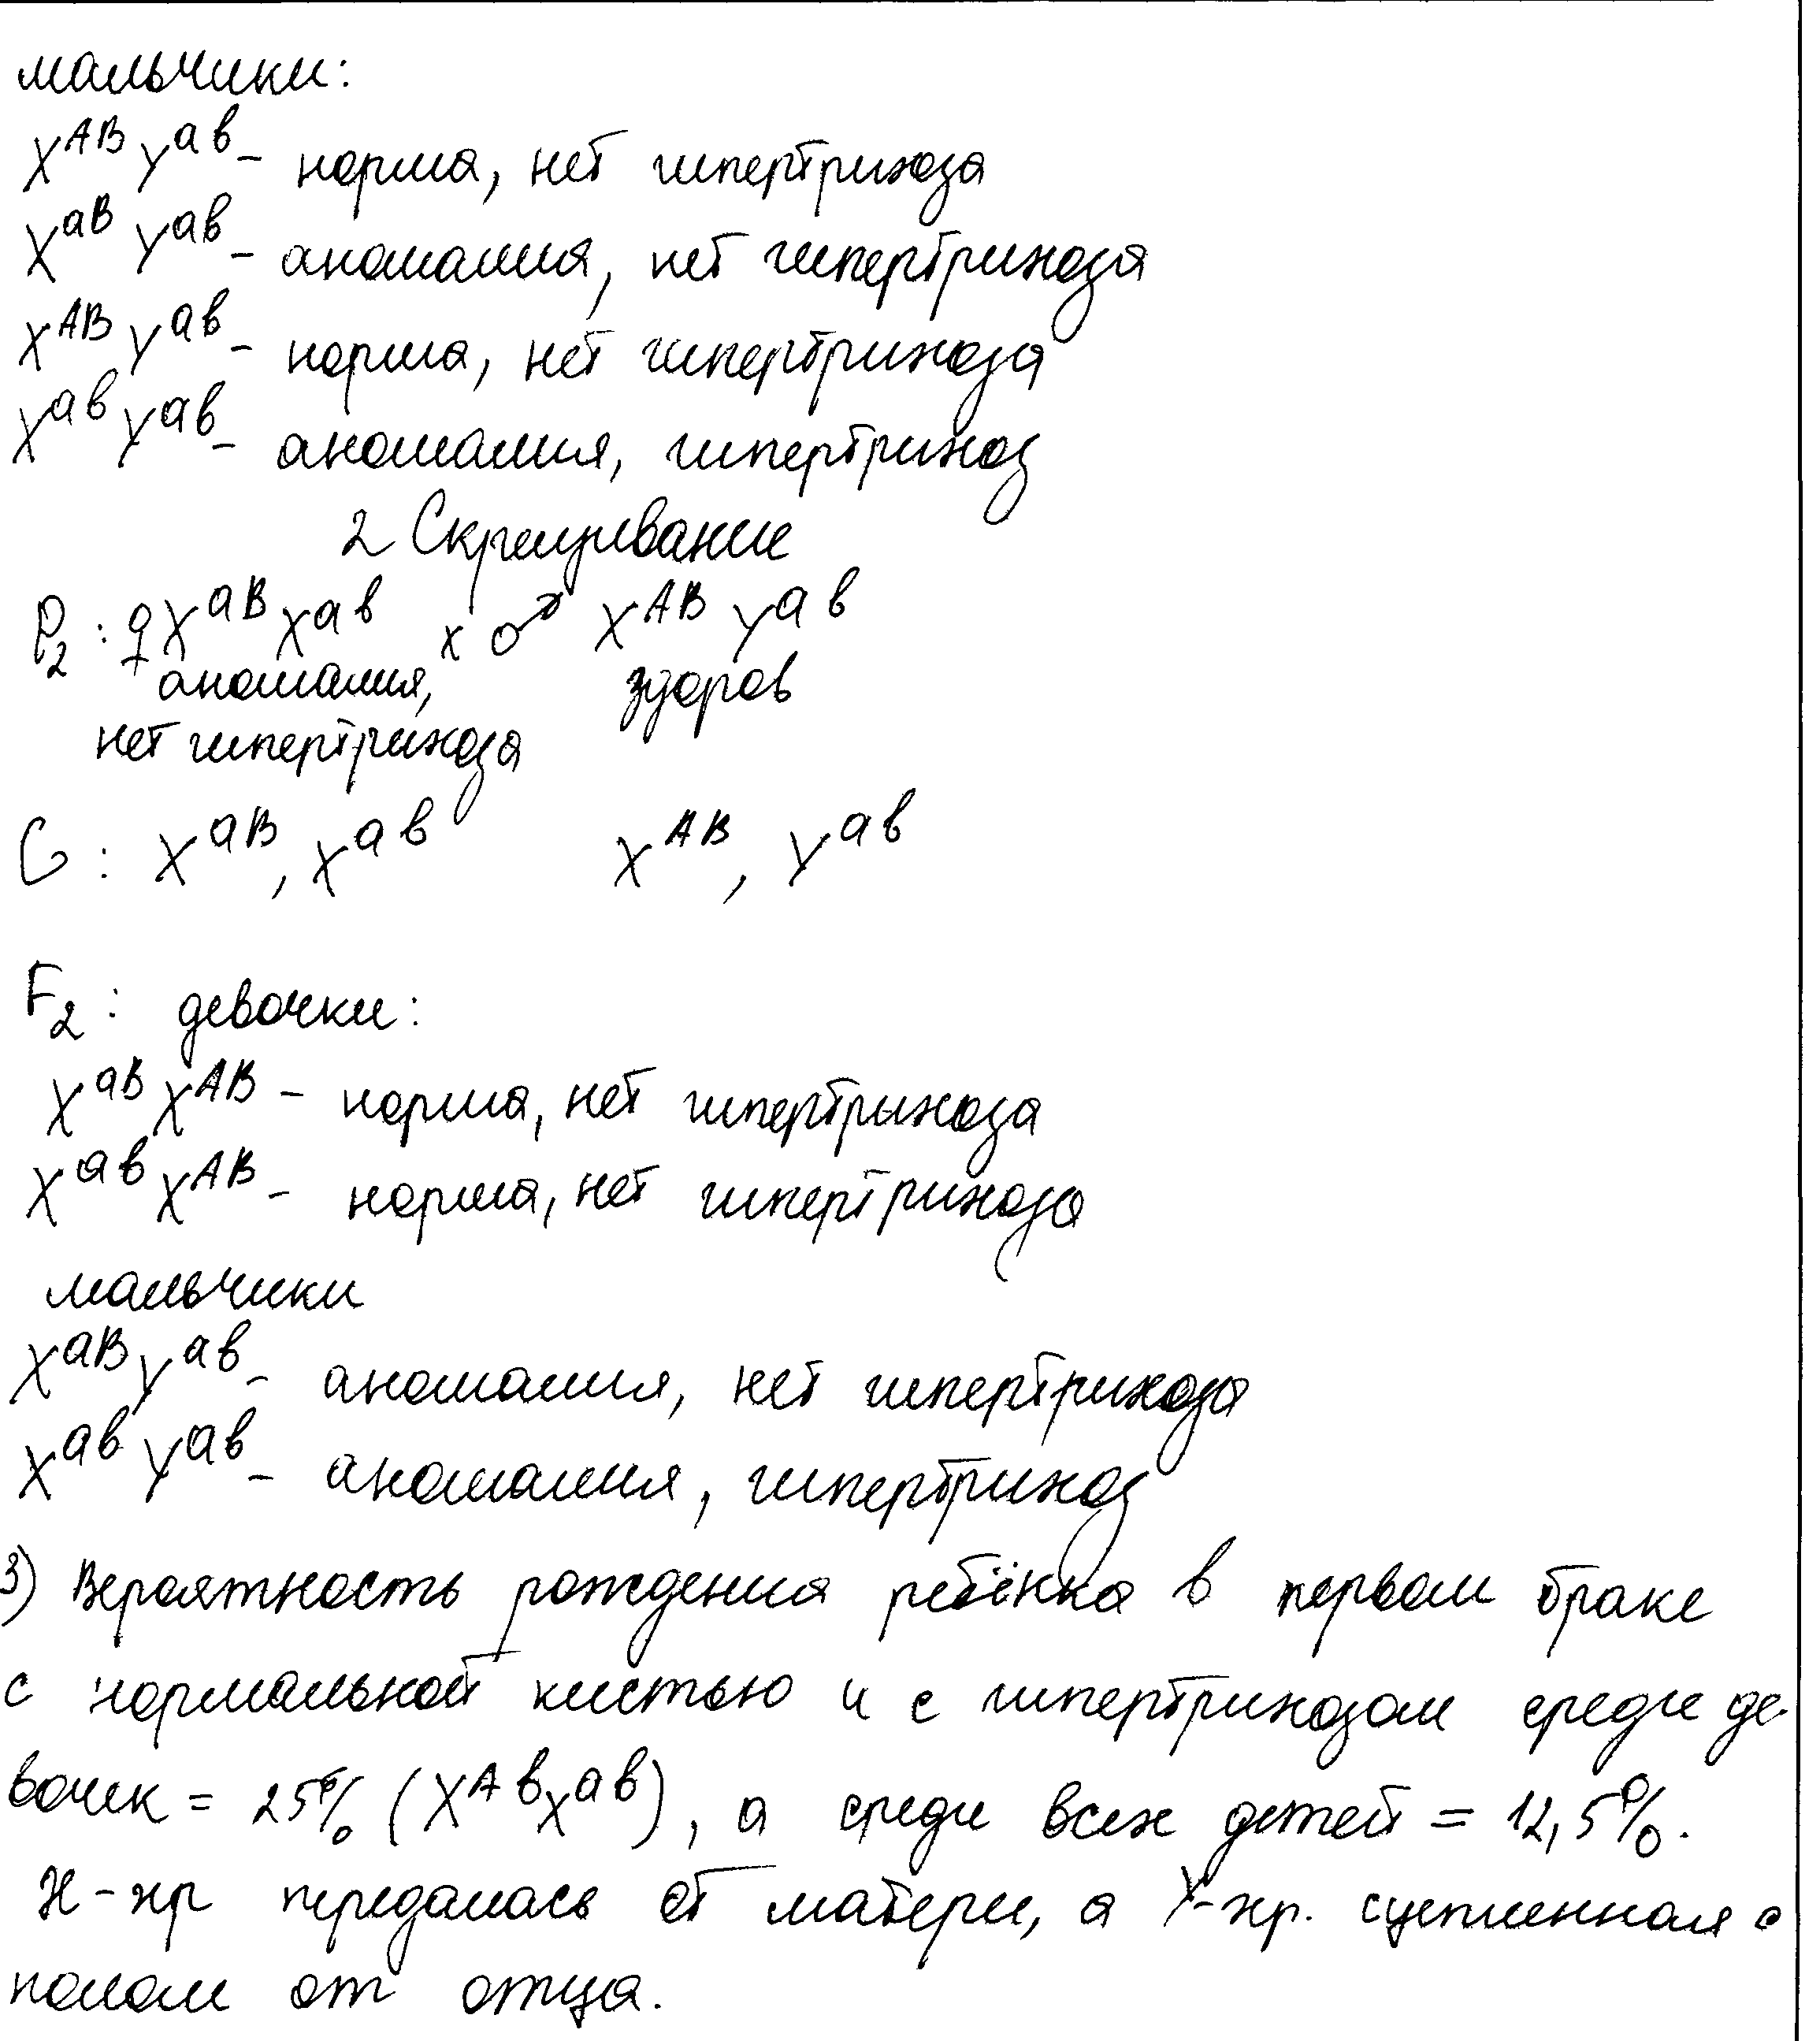 мальчики:
X^AB Y^ab - норма, нет гипертрихоза
X^aB Y^ab - аномалия, нет гипертрихоза
X^AB Y^ab - норма, нет гипертрихоза
X^ab Y^ab - аномалия, гипертрихоз
2 Скрещивание
P₂: ♀ X^aB X^ab x ♂ X^AB Y^ab
аномалия, здоров
нет гипертрихоза
G: X^aB, X^ab X^AB, Y^ab
F₂: девочки:
X^aB X^AB - норма, нет гипертрихоза
X^ab X^AB - норма, нет гипертрихоза
мальчики
X^aB Y^ab - аномалия, нет гипертрихоза
X^ab Y^ab - аномалия, гипертрихоз
3) Вероятность рождения ребёнка в первом браке
с нормальной кистью и с гипертрихозом среди де-
вочек = 25% (X^Ab X^ab), а среди всех детей = 12,5%.
X-хр передалась от матери, а Y-хр. сцепленная с
полом от отца.